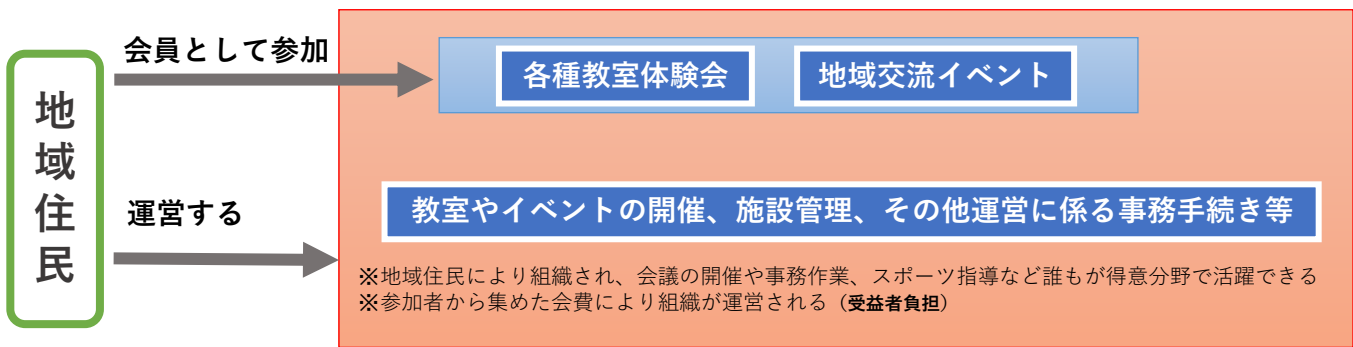 地域住民
会員として参加
各種教室体験会
地域交流イベント
運営する
教室やイベントの開催、施設管理、その他運営に係る事務手続き等
※地域住民により組織され、会議の開催や事務作業、スポーツ指導など誰もが得意分野で活躍できる
※参加者から集めた会費により組織が運営される（受益者負担）